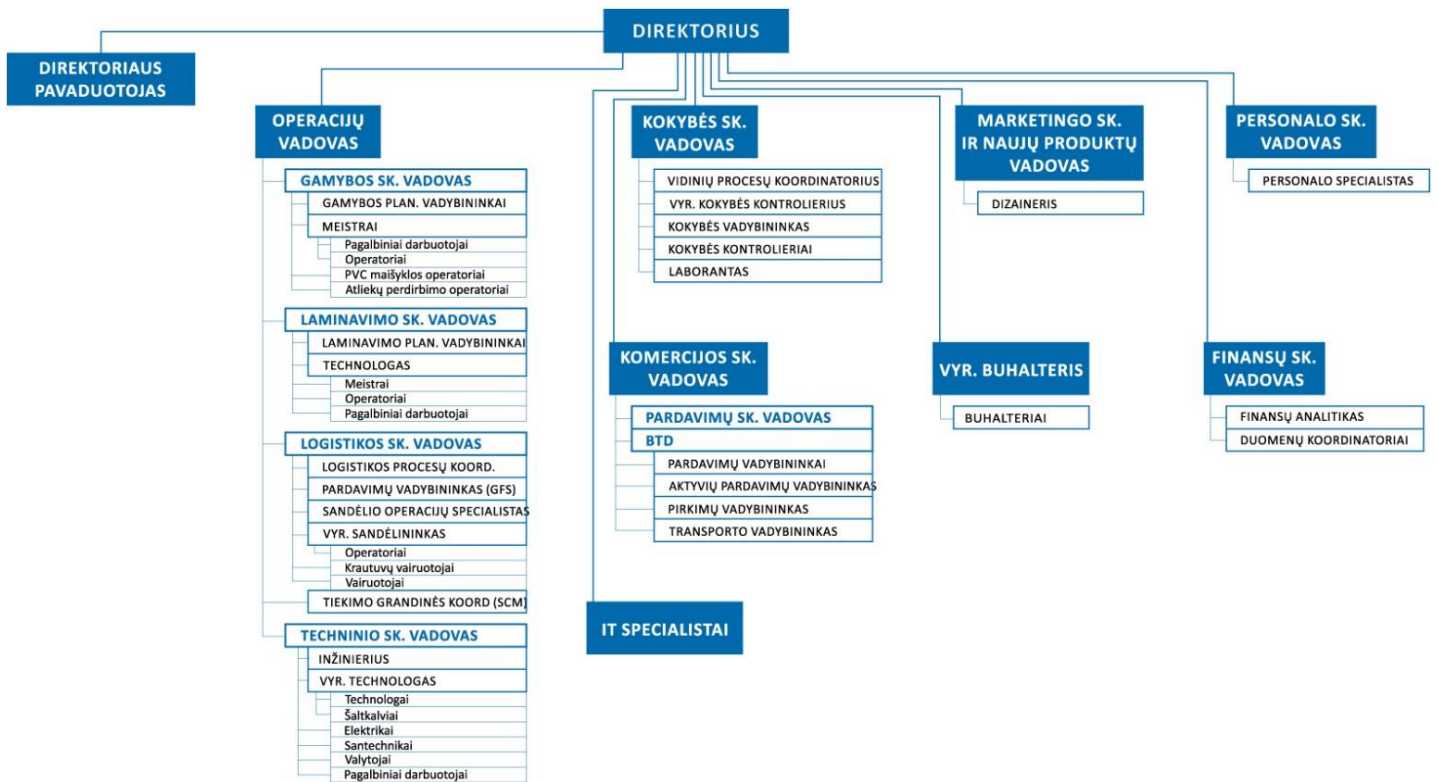 DIREKTORIUS
DIREKTORIAUS
PAVADUOTOJAS
OPERACIJŲ
VADOVAS
GAMYBOS SK. VADOVAS
GAMYBOS PLAN. VADYBININKAI
MEISTRAI
Pagalbiniai darbuotojai
Operatoriai
PVC maišyklos operatoriai
Atliekų perdirbimo operatoriai
LAMINAVIMO SK. VADOVAS
LAMINAVIMO PLAN. VADYBININKAI
TECHNOLOGAS
Meistrai
Operatoriai
Pagalbiniai darbuotojai
LOGISTIKOS SK. VADOVAS
LOGISTIKOS PROCESŲ KOORD.
PARDAVIMŲ VADYBININKAS (GFS)
SANDĖLIO OPERACIJŲ SPECIALISTAS
VYR. SANDĖLININKAS
Operatoriai
Krautuvų vairuotojai
Vairuotojai
TIEKIMO GRANDINĖS KOORD (SCM)
TECHNINIO SK. VADOVAS
INŽINIERIUS
VYR. TECHNOLOGAS
Technologai
Šaltkalviai
Elektrikai
Santechnikai
Valytojai
Pagalbiniai darbuotojai
KOKYBĖS SK.
VADOVAS
VIDINIŲ PROCESŲ KOORDINATORIUS
VYR. KOKYBĖS KONTROLIERIUS
KOKYBĖS VADYBININKAS
KOKYBĖS KONTROLIERIAI
LABORANTAS
KOMERCIJOS SK.
VADOVAS
PARDAVIMŲ SK. VADOVAS
BTD
PARDAVIMŲ VADYBININKAI
AKTYVIŲ PARDAVIMŲ VADYBININKAS
PIRKIMŲ VADYBININKAS
TRANSPORTO VADYBININKAS
IT SPECIALISTAI
MARKETINGO SK.
IR NAUJŲ PRODUKTŲ
VADOVAS
DIZAINERIS
VYR. BUHALTERIS
BUHALTERIAI
PERSONALO SK.
VADOVAS
PERSONALO SPECIALISTAS
FINANSŲ SK.
VADOVAS
FINANSŲ ANALITIKAS
DUOMENŲ KOORDINATORIAI